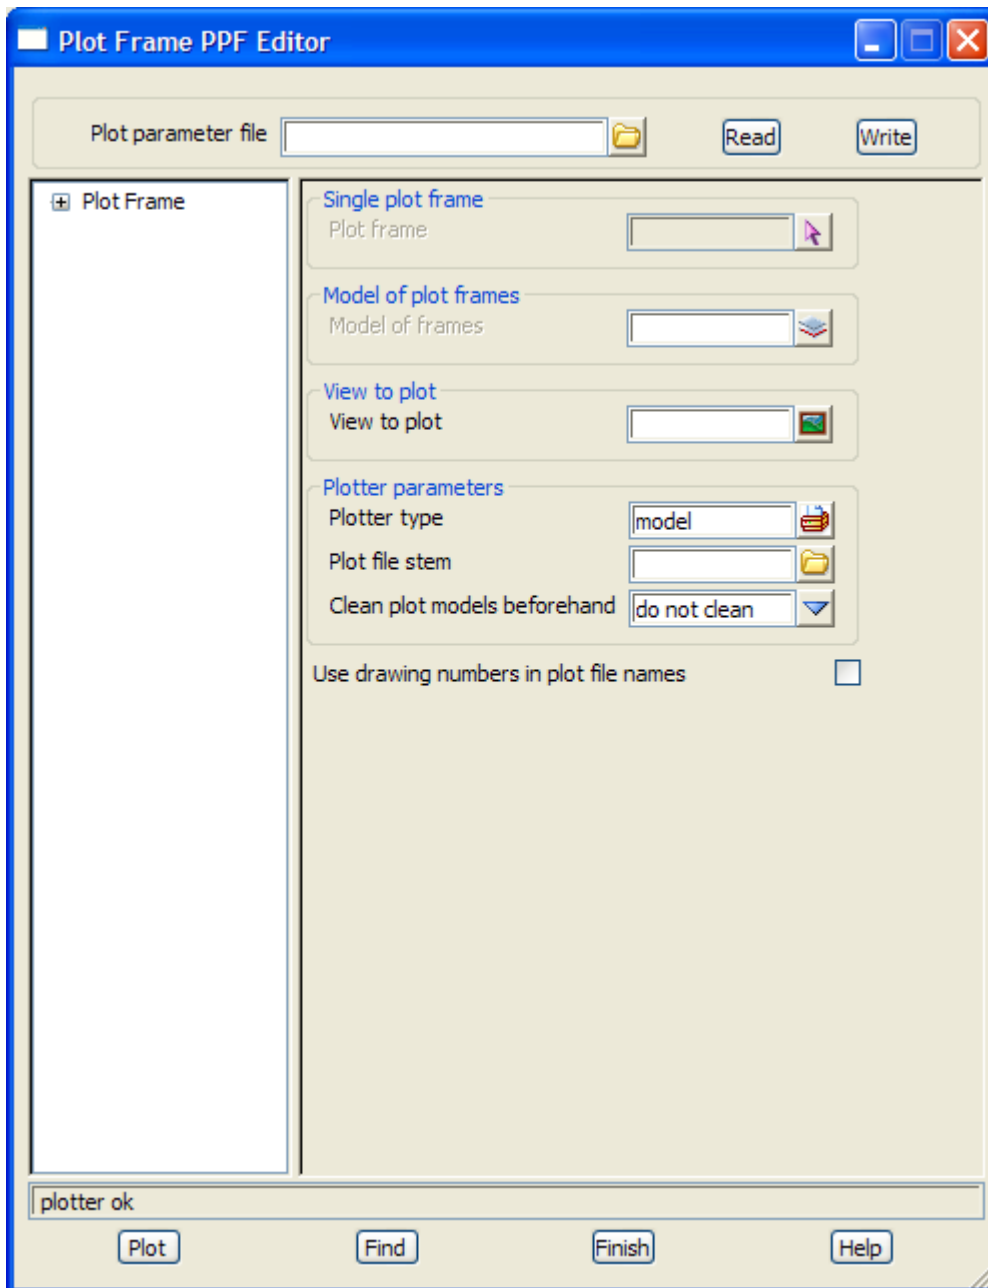 Plot Frame PPF Editor
Plot parameter file Read Write
Plot Frame
Single plot frame
Plot frame
Model of plot frames
Model of frames
View to plot
View to plot
Plotter parameters
Plotter type model
Plot file stem
Clean plot models beforehand do not clean
Use drawing numbers in plot file names
plotter ok
Plot Find Finish Help